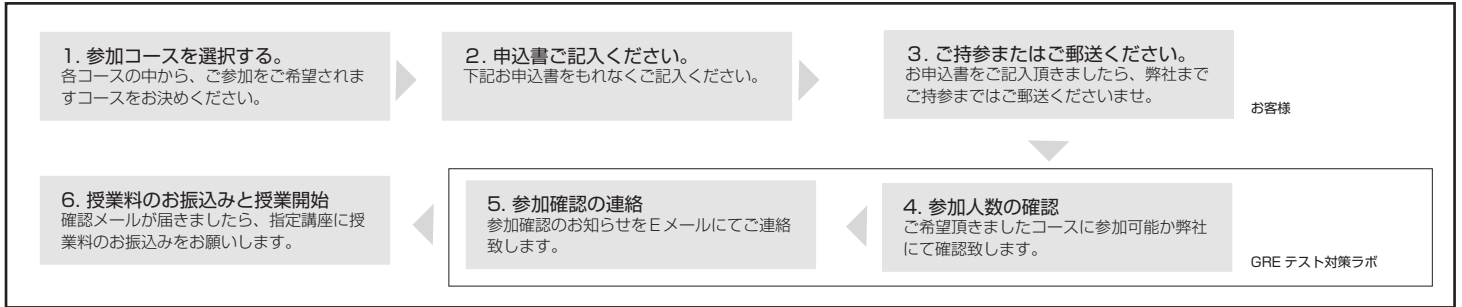 1. 参加コースを選択する。
各コースの中から、ご参加をご希望されま
すコースをお決めください。
2. 申込書ご記入ください。
下記お申込書をもれなくご記入ください。
3. ご持参またはご郵送ください。
お申込書をご記入頂きましたら、弊社まで
ご持参まではご郵送くださいませ。
お客様
4. 参加人数の確認
ご希望頂きましたコースに参加可能か弊社
にて確認致します。
GRE テスト対策ラボ
5. 参加確認の連絡
参加確認のお知らせをEメールにてご連絡
致します。
6. 授業料のお振込みと授業開始
確認メールが届きましたら、指定講座に授
業料のお振込みをお願いします。